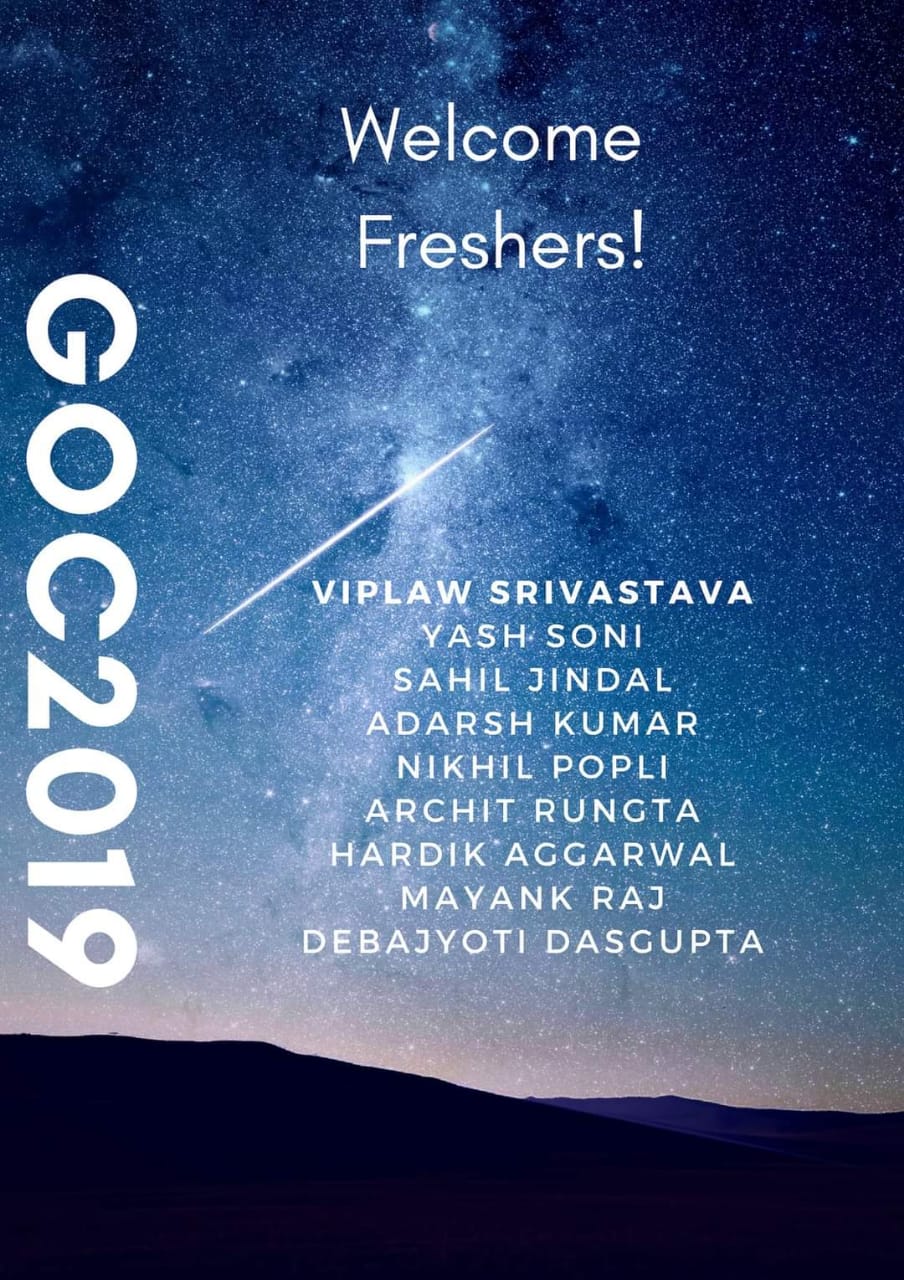 Welcome
Freshers!
GOC2019
VIPLAW SRIVASTAVA
YASH SONI
SAHIL JINDAL
ADARSH KUMAR
NIKHIL POPLI
ARCHIT RUNGTA
HARDIK AGGARWAL
MAYANK RAJ
DEBAJYOTI DASGUPTA